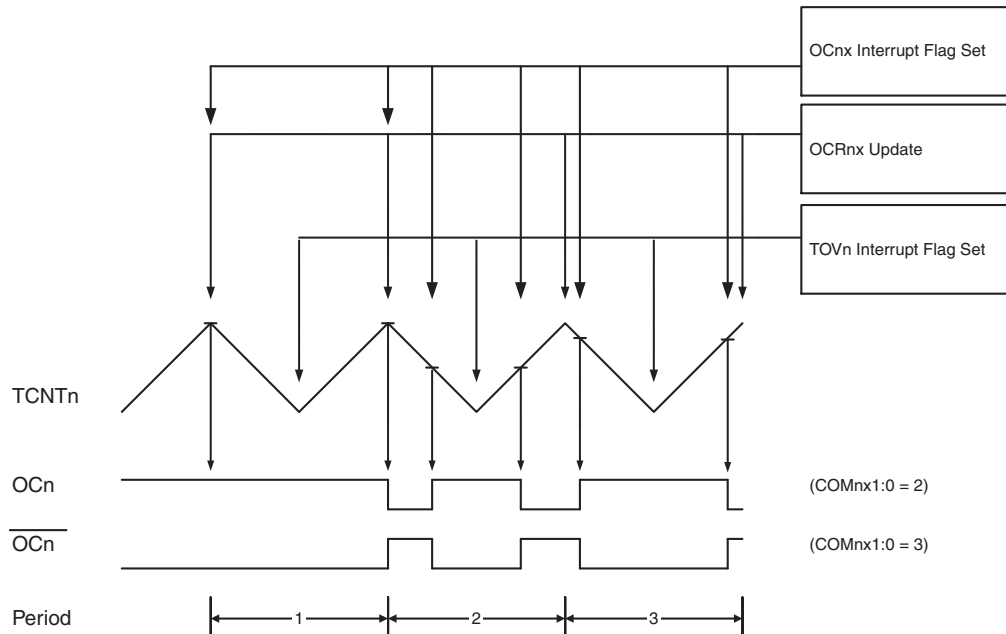 OCnx Interrupt Flag Set
OCRnx Update
TOVn Interrupt Flag Set
TCNTn
OCn (COMnx1:0 = 2)
OCn (COMnx1:0 = 3)
Period 1 2 3